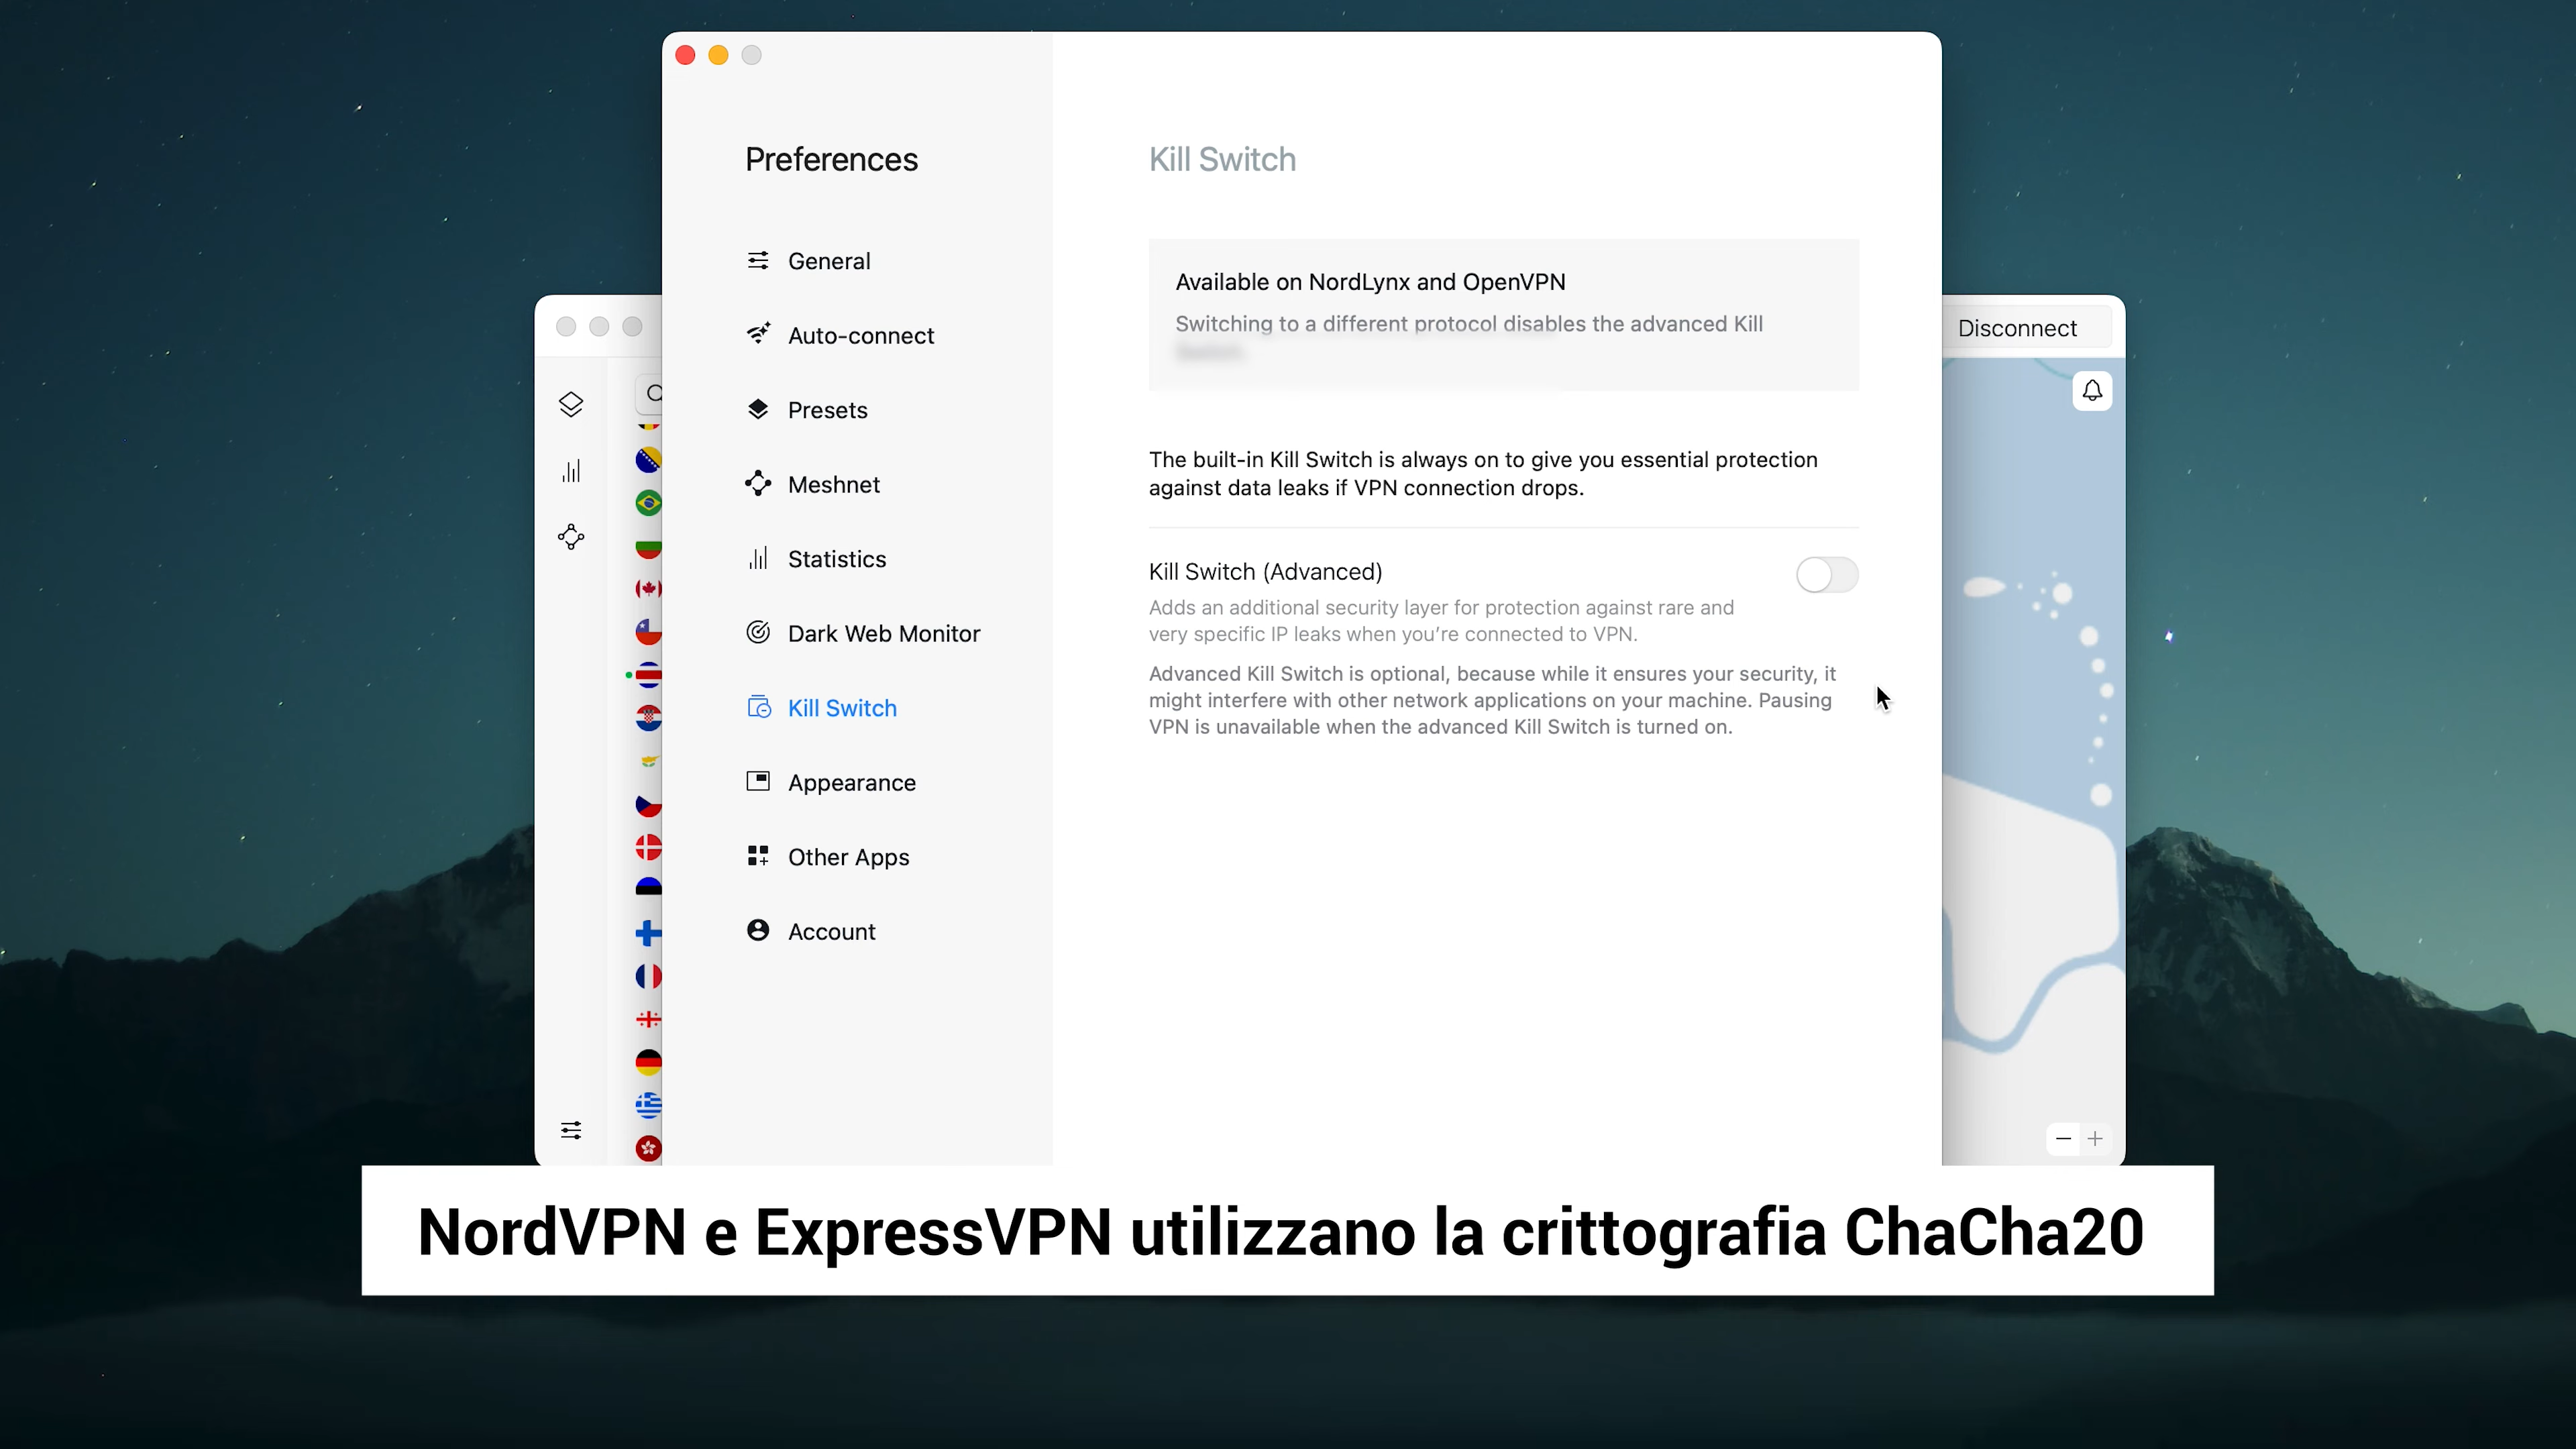 Preferences
General
Auto-connect
Presets
Meshnet
Statistics
Dark Web Monitor
Kill Switch
Appearance
Other Apps
Account
Kill Switch
Available on NordLynx and OpenVPN
Switching to a different protocol disables the advanced Kill
The built-in Kill Switch is always on to give you essential protection
against data leaks if VPN connection drops.
Kill Switch (Advanced)
Adds an additional security layer for protection against rare and
very specific IP leaks when you’re connected to VPN.
Advanced Kill Switch is optional, because while it ensures your security, it
might interfere with other network applications on your machine. Pausing
VPN is unavailable when the advanced Kill Switch is turned on.
Disconnect
NordVPN e ExpressVPN utilizzano la crittografia ChaCha20